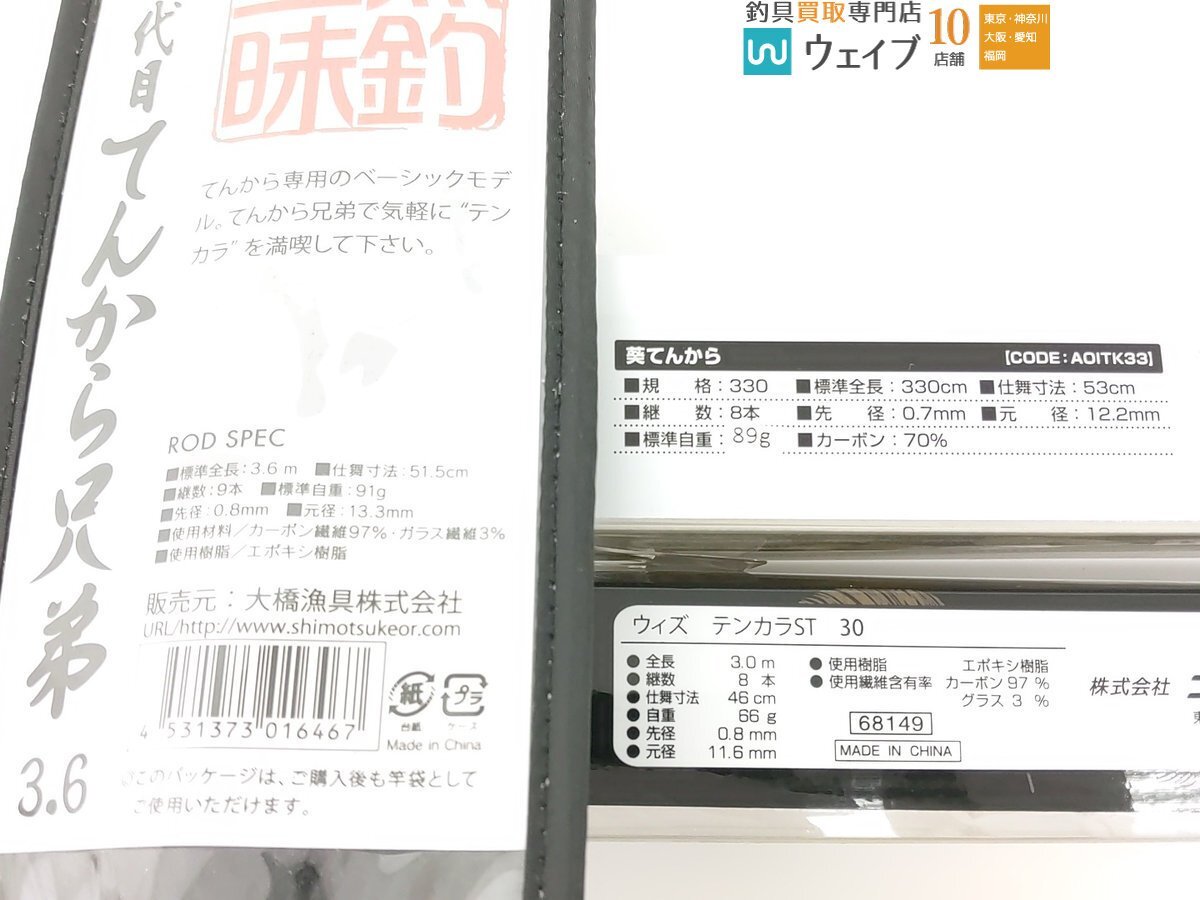 代目 てんから兄弟 3.6
味釣
てんから専用のベーシックモデ
ル。てんから兄弟で気軽に“テン
カラ”を満喫して下さい。
ROD SPEC
■標準全長:3.6 m ■仕舞寸法:51.5cm
■継数:9本 ■標準自重:91g
■先径:0.8mm ■元径:13.3mm
■使用材料/カーボン繊維97%・ガラス繊維3%
■使用樹脂/エポキシ樹脂
販売元:大橋漁具株式会社
URL/http://www.shimotsukeor.com
4 531373 016467
紙
台紙
プラ
ケース
Made in China
◎このパッケージは、ご購入後も竿袋として
ご使用いただけます。
釣具買取専門店
ウェイブ
10
店舗
東京・神奈川
大阪・愛知
福岡
葵てんから [CODE:AOITK33]
■規 格:330 ■標準全長:330cm ■仕舞寸法:53cm
■継 数:8本 ■先 径:0.7mm ■元 径:12.2mm
■標準自重:89g ■カーボン:70%
ウィズ テンカラST 30
● 全長 3.0 m
● 継数 8 本
● 仕舞寸法 46 cm
● 自重 66 g
● 先径 0.8 mm
● 元径 11.6 mm
● 使用樹脂 エポキシ樹脂
● 使用繊維含有率 カーボン 97 %
グラス 3 %
68149
MADE IN CHINA
株式会社